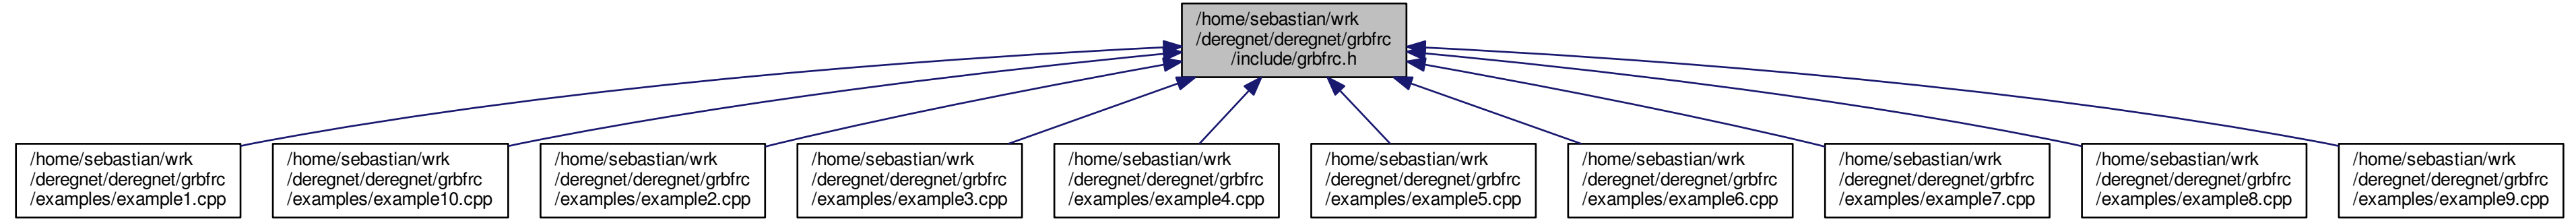 /home/sebastian/wrk
/deregnet/deregnet/grbfrc
/include/grbfrc.h
/home/sebastian/wrk
/deregnet/deregnet/grbfrc
/examples/example1.cpp
/home/sebastian/wrk
/deregnet/deregnet/grbfrc
/examples/example10.cpp
/home/sebastian/wrk
/deregnet/deregnet/grbfrc
/examples/example2.cpp
/home/sebastian/wrk
/deregnet/deregnet/grbfrc
/examples/example3.cpp
/home/sebastian/wrk
/deregnet/deregnet/grbfrc
/examples/example4.cpp
/home/sebastian/wrk
/deregnet/deregnet/grbfrc
/examples/example5.cpp
/home/sebastian/wrk
/deregnet/deregnet/grbfrc
/examples/example6.cpp
/home/sebastian/wrk
/deregnet/deregnet/grbfrc
/examples/example7.cpp
/home/sebastian/wrk
/deregnet/deregnet/grbfrc
/examples/example8.cpp
/home/sebastian/wrk
/deregnet/deregnet/grbfrc
/examples/example9.cpp